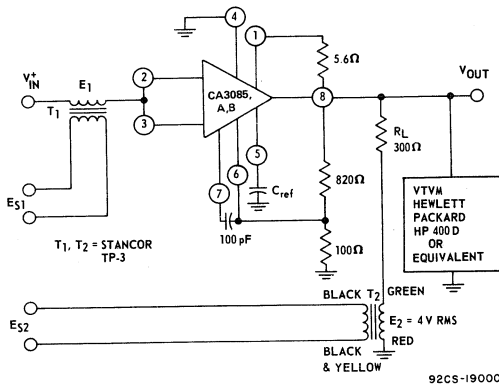 4
1
5.6Ω
V+IN
E1
2
CA3085,
A,B
8
VOUT
T1
3
RL
300Ω
5
6
7
Cref
820Ω
VTVM
HEWLETT
PACKARD
HP 400 D
OR
EQUIVALENT
ES1
100 pF
100Ω
T1, T2 = STANCOR
TP-3
BLACK
T2
GREEN
ES2
E2 = 4 V RMS
BLACK
& YELLOW
RED
92CS-19000